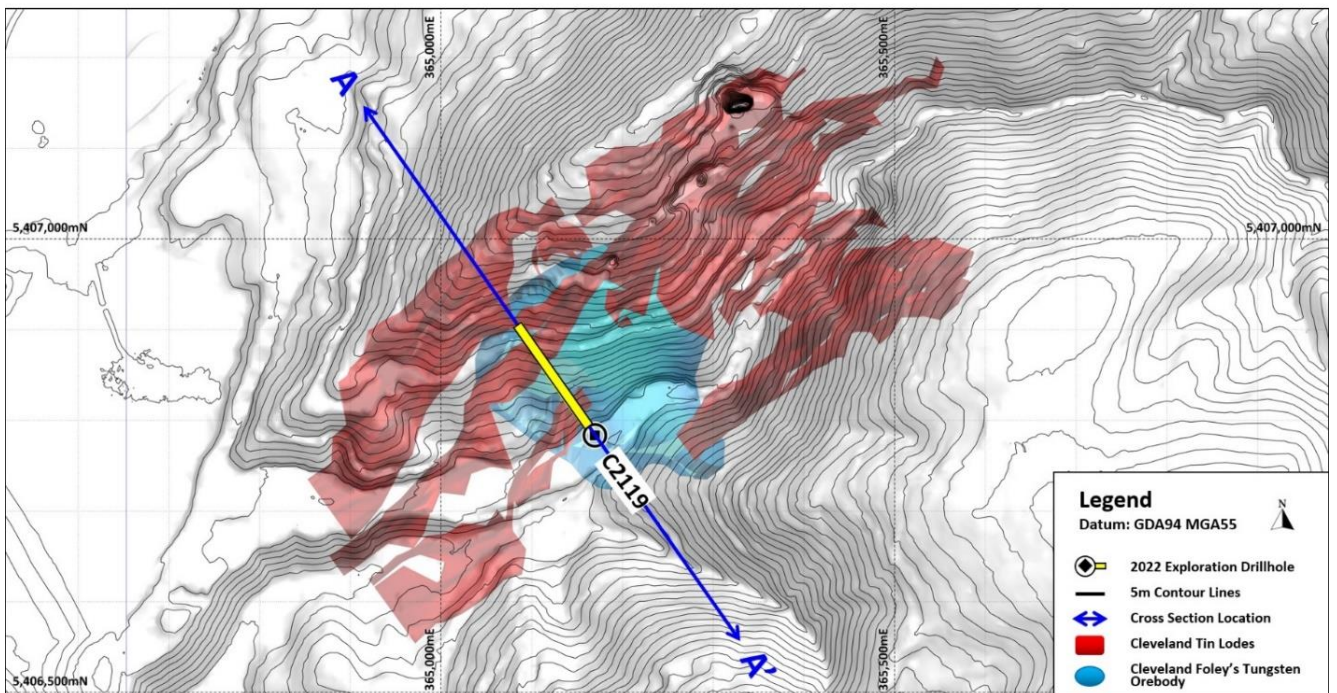 365,000mE
365,500mE
A
5,407,000mN
5,407,000mN
C2119
A'
5,406,500mN
365,000mE
365,500mE
Legend
Datum: GDA94 MGA55
N
2022 Exploration Drillhole
5m Contour Lines
Cross Section Location
Cleveland Tin Lodes
Cleveland Foley's Tungsten
Orebody